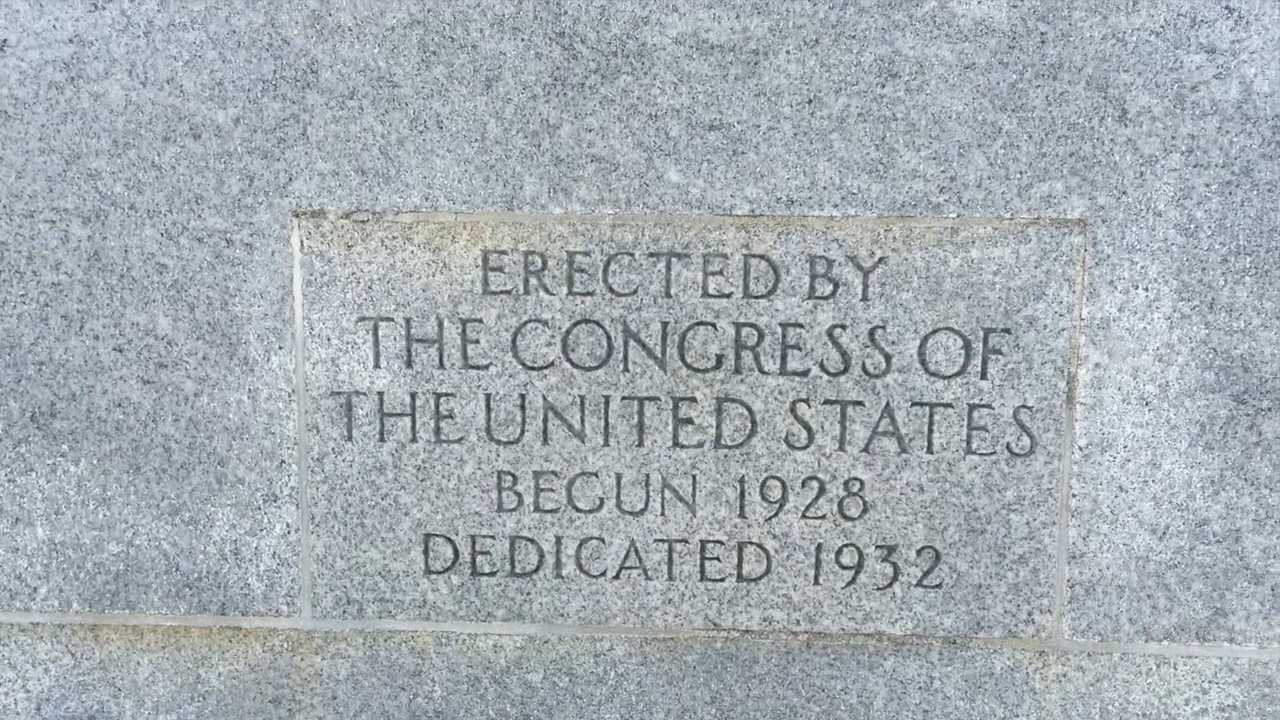 ERECTED BY
THE CONGRESS OF
THE UNITED STATES
BEGUN 1928
DEDICATED 1932